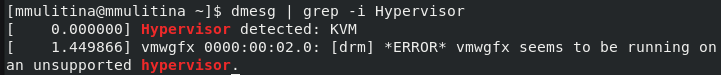 [mmulitina@mmulitina ~]$ dmesg | grep -i Hypervisor
[    0.000000] Hypervisor detected: KVM
[    1.449866] vmwgfx 0000:00:02.0: [drm] *ERROR* vmwgfx seems to be running on
an unsupported hypervisor.